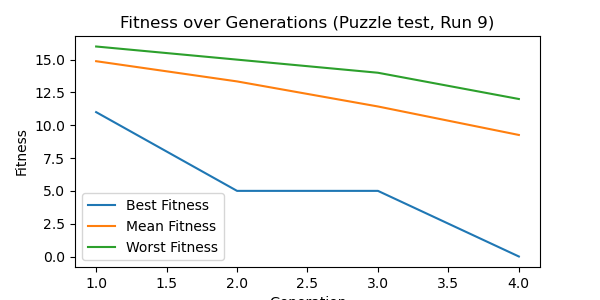 Fitness over Generations (Puzzle test, Run 9)
Fitness
15.0
12.5
10.0
7.5
5.0
2.5
0.0
Best Fitness
Mean Fitness
Worst Fitness
1.0 1.5 2.0 2.5 3.0 3.5 4.0
Generation